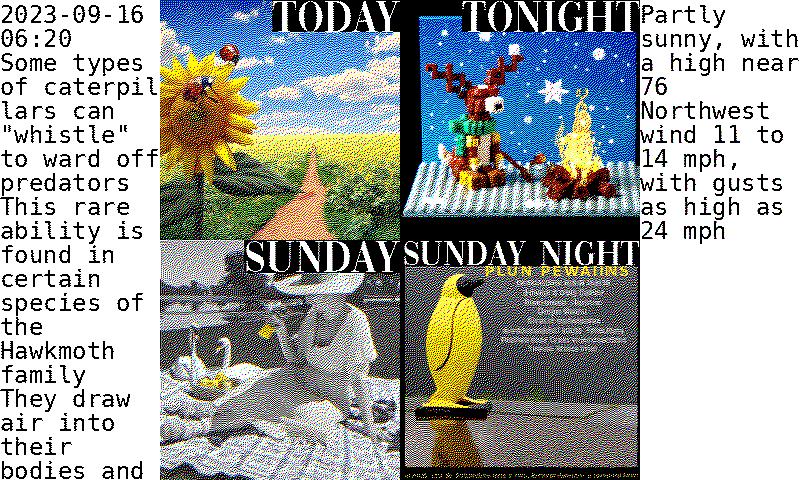 2023-09-16
06:20
Some types
of caterpil
lars can
"whistle"
to ward off
predators
This rare
ability is
found in
certain
species of
the
Hawkmoth
family
They draw
air into
their
bodies and
TODAY
TONIGHT
SUNDAY
SUNDAY NIGHT
PLUN PEWAIINS
Partly
sunny, with
a high near
76
Northwest
wind 11 to
14 mph,
with gusts
as high as
24 mph